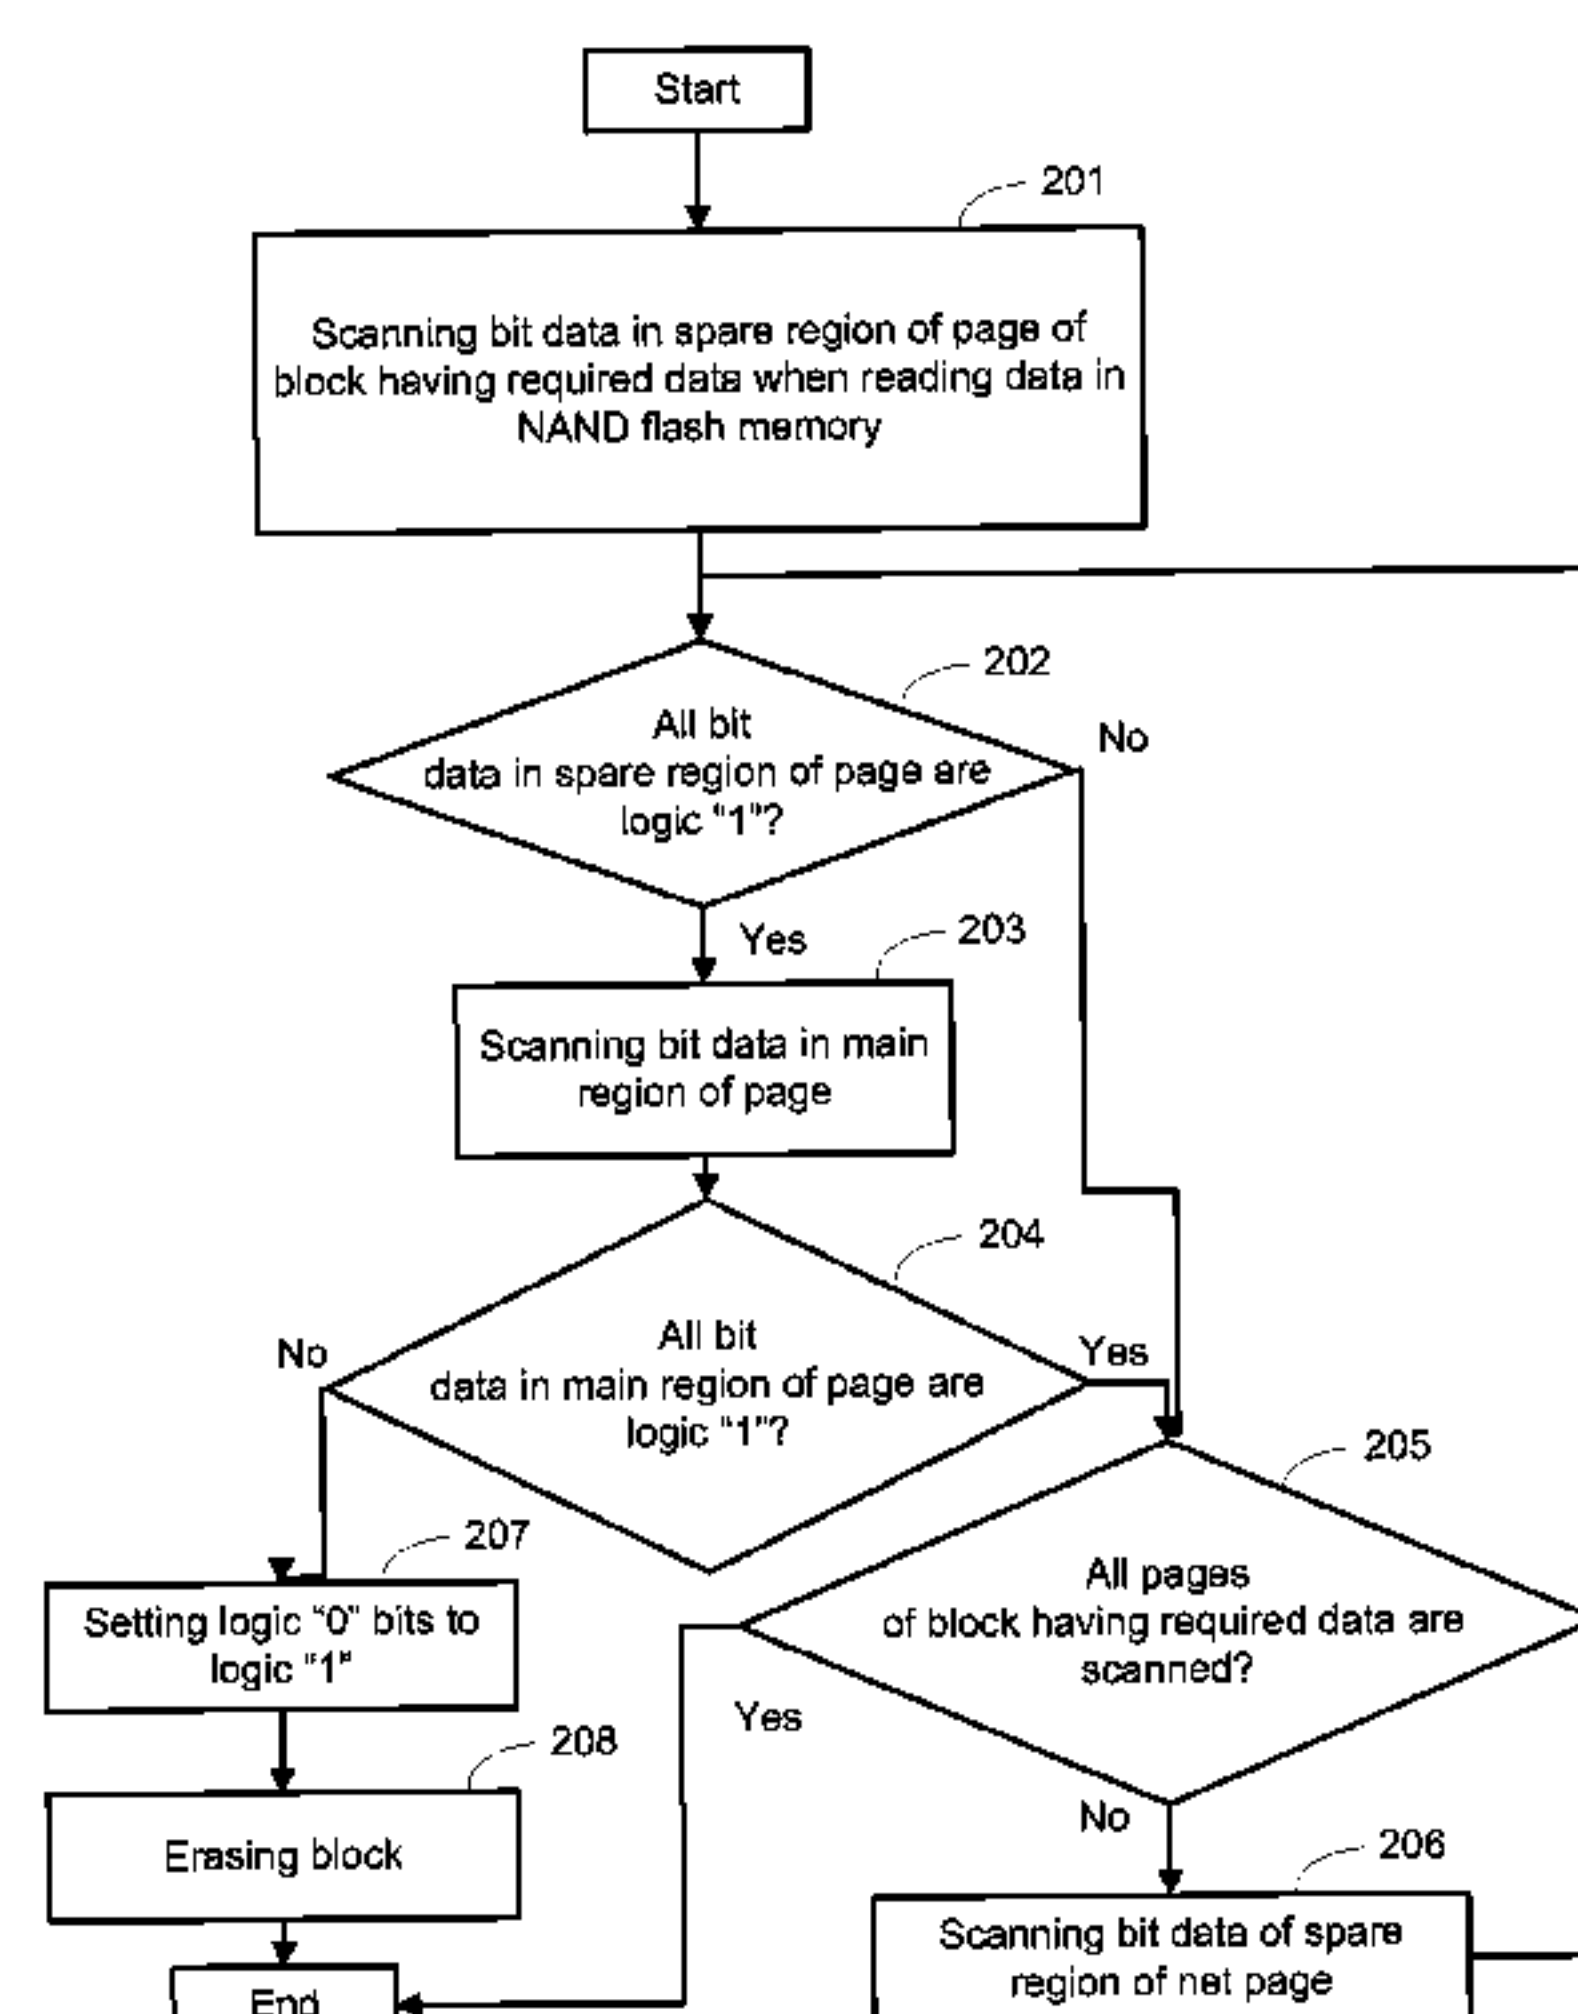 Start
201
Scanning bit data in spare region of page of
block having required data when reading data in
NAND flash memory
202
All bit
data in spare region of page are
logic "1"?
No
Yes
203
Scanning bit data in main
region of page
204
All bit
data in main region of page are
logic "1"?
No
Yes
205
All pages
of block having required data are
scanned?
207
Setting logic "0" bits to
logic "1"
Yes
208
Erasing block
No
206
Scanning bit data of spare
region of net page
End